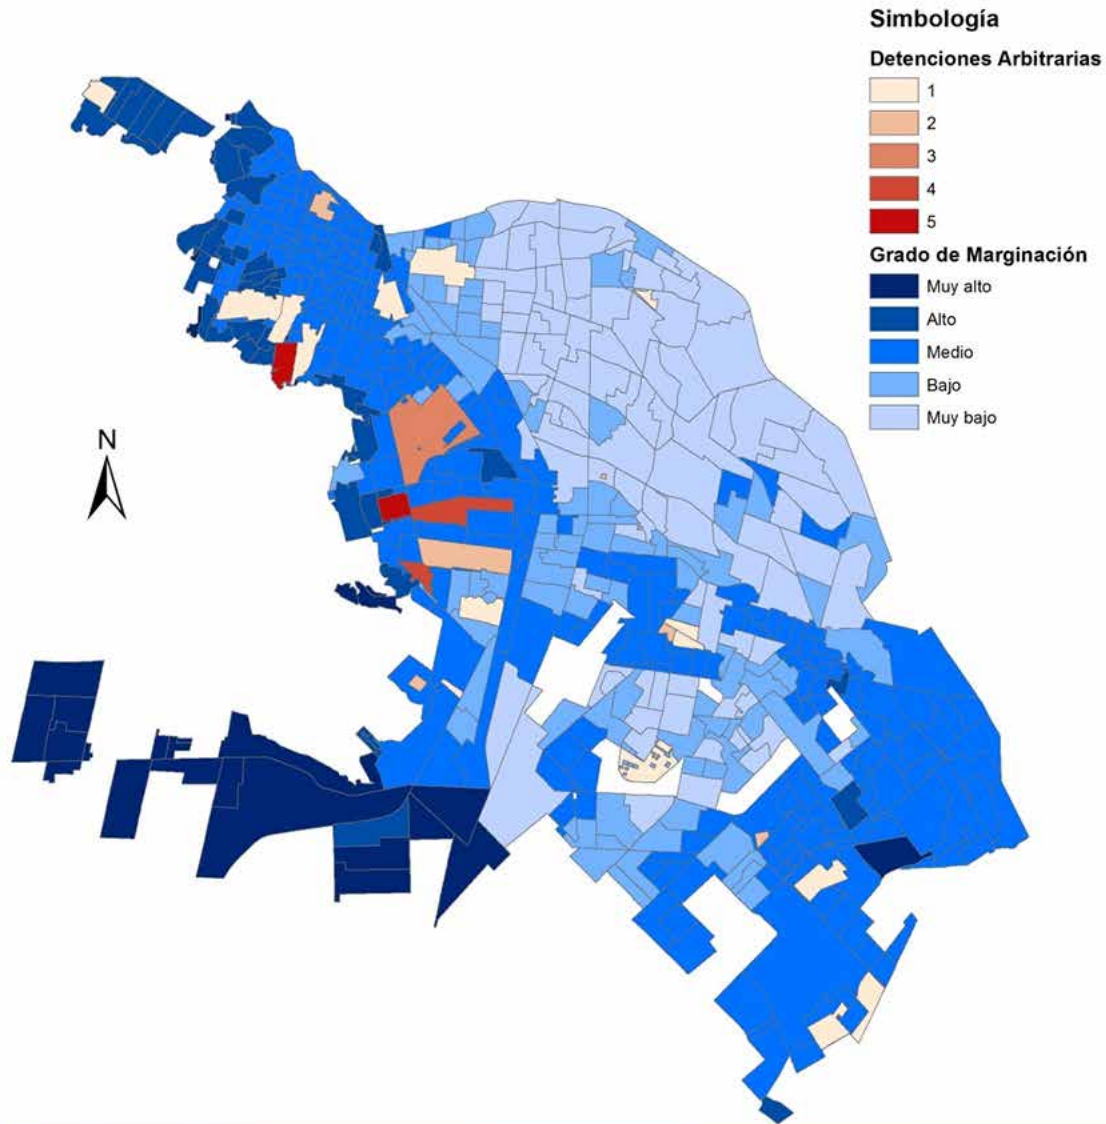 Simbología
Detenciones Arbitrarias
1
2
3
4
5
Grado de Marginación
Muy alto
Alto
Medio
Bajo
Muy bajo
N